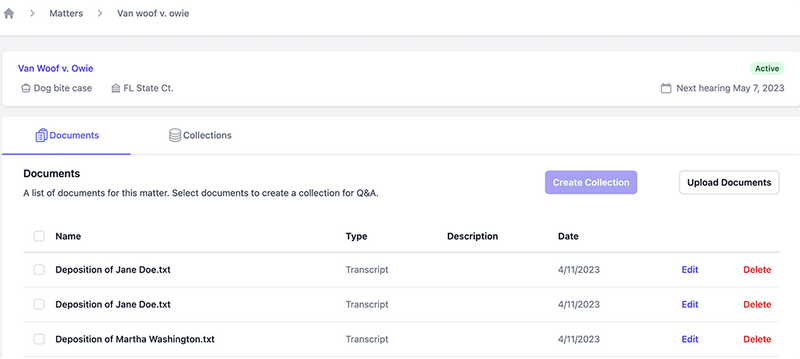 Matters > Van woof v. owie
Van Woof v. Owie Active
Dog bite case FL State Ct. Next hearing May 7, 2023
Documents Collections
Documents
A list of documents for this matter. Select documents to create a collection for Q&A.
Create Collection Upload Documents
Name Type Description Date
Deposition of Jane Doe.txt Transcript 4/11/2023 Edit Delete
Deposition of Jane Doe.txt Transcript 4/11/2023 Edit Delete
Deposition of Martha Washington.txt Transcript 4/11/2023 Edit Delete